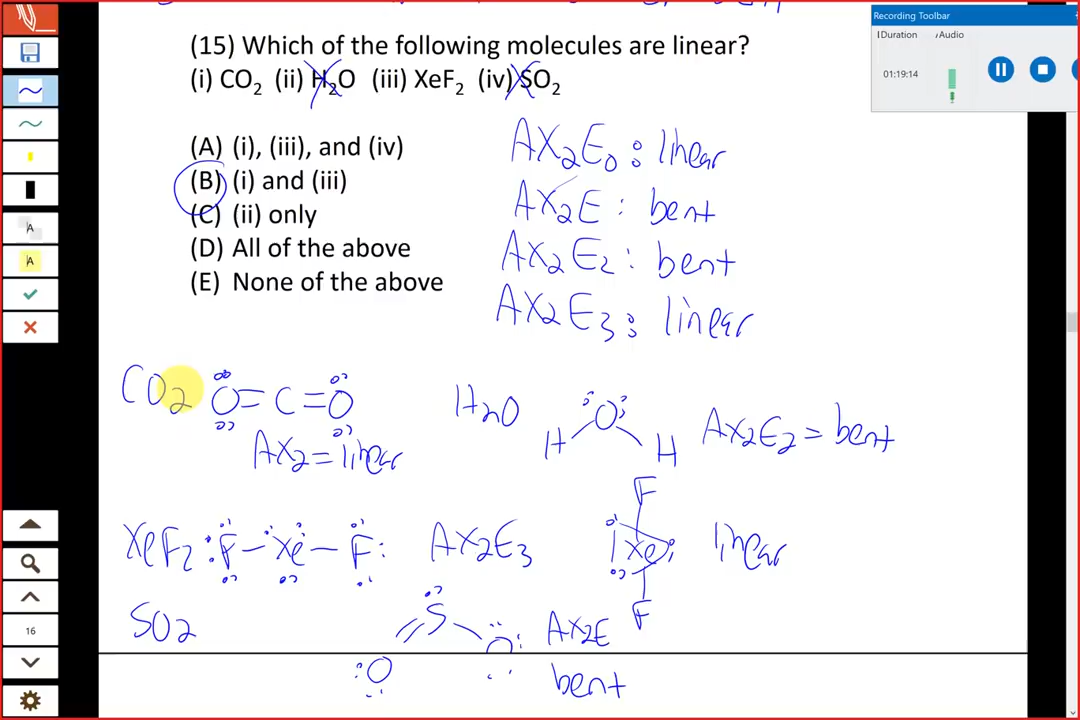 Recording Toolbar
Duration
Audio
01:19:14
(15) Which of the following molecules are linear?
(i) CO2 (ii) H2O (iii) XeF2 (iv) SO2
(A) (i), (iii), and (iv)
(B) (i) and (iii)
(C) (ii) only
(D) All of the above
(E) None of the above
AX2E0: linear
AX2E: bent
AX2E2: bent
AX2E3: linear
CO2 O=C=O
AX2=linear
H2O
O
H H
AX2E2=bent
XeF2 F-Xe-F
AX2E3
F
Xe
F
linear
SO2
S
O O
AX2E
bent
A
A
16